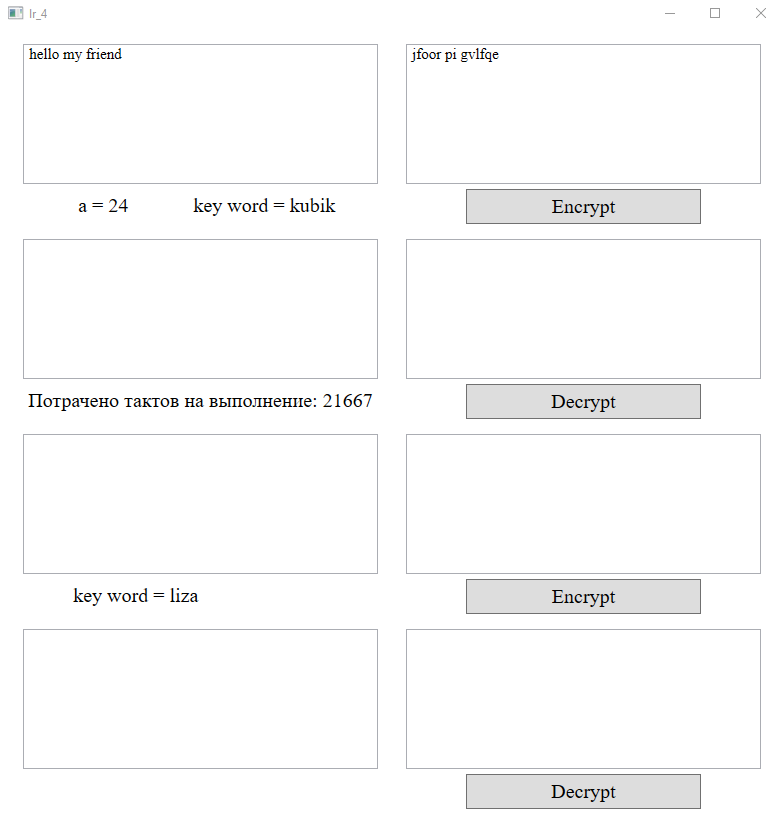 lr_4
hello my friend
jfoor pi gvlfqe
a = 24
key word = kubik
Encrypt
Потрачено тактов на выполнение: 21667
Decrypt
key word = liza
Encrypt
Decrypt